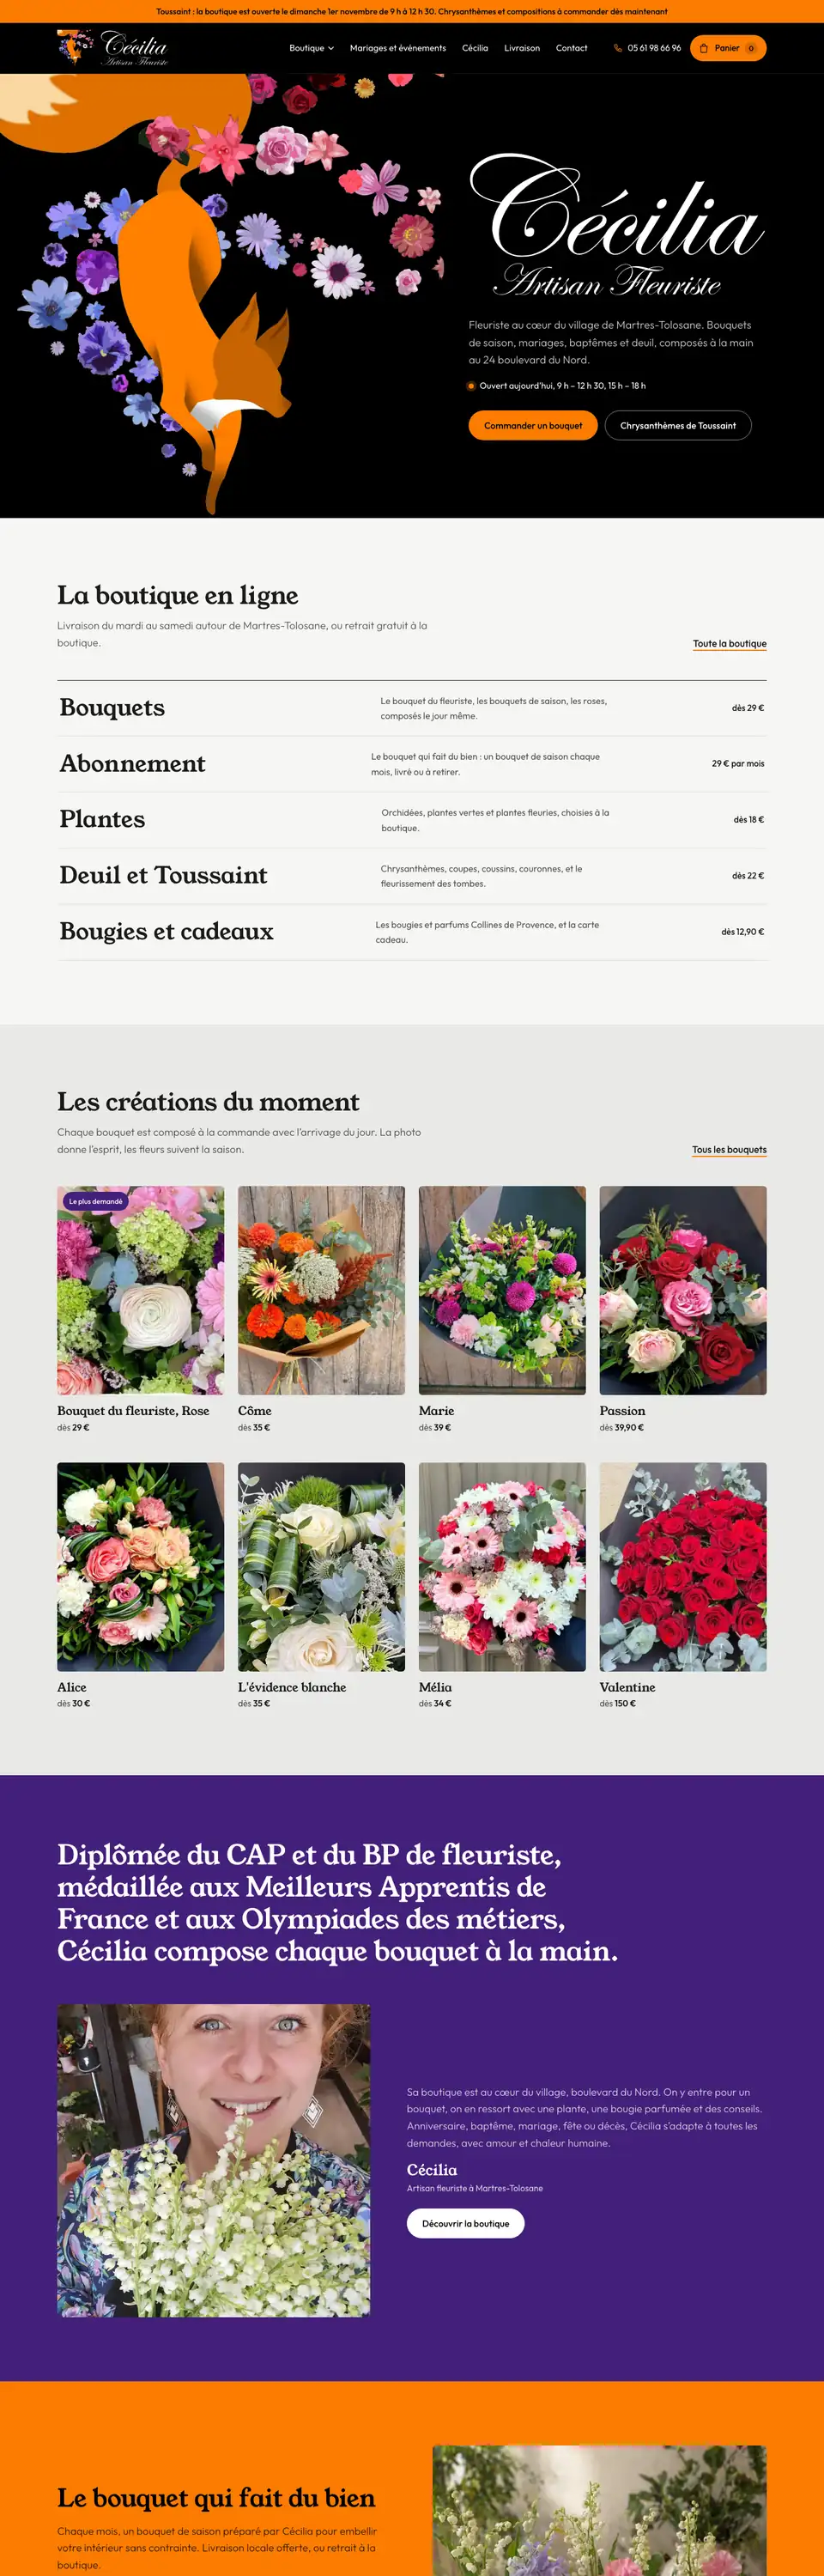 Toussaint : la boutique est ouverte le dimanche 1er novembre de 9 h à 12 h 30. Chrysanthèmes et compositions à commander dès maintenant
Cécilia
Artisan Fleuriste
Boutique
Mariages et événements
Cécilia
Livraison
Contact
05 61 98 66 96
Panier 0
Cécilia
Artisan Fleuriste
Fleuriste au cœur du village de Martres-Tolosane. Bouquets
de saison, mariages, baptêmes et deuil, composés à la main
au 24 boulevard du Nord.
Ouvert aujourd'hui, 9 h – 12 h 30, 15 h – 18 h
Commander un bouquet
Chrysanthèmes de Toussaint
La boutique en ligne
Livraison du mardi au samedi autour de Martres-Tolosane, ou retrait gratuit à la
boutique.
Toute la boutique
Bouquets
Le bouquet du fleuriste, les bouquets de saison, les roses,
composés le jour même.
dès 29 €
Abonnement
Le bouquet qui fait du bien : un bouquet de saison chaque
mois, livré ou à retirer.
29 € par mois
Plantes
Orchidées, plantes vertes et plantes fleuries, choisies à la
boutique.
dès 18 €
Deuil et Toussaint
Chrysanthèmes, coupes, coussins, couronnes, et le
fleurissement des tombes.
dès 22 €
Bougies et cadeaux
Les bougies et parfums Collines de Provence, et la carte
cadeau.
dès 12,90 €
Les créations du moment
Chaque bouquet est composé à la commande avec l'arrivage du jour. La photo
donne l'esprit, les fleurs suivent la saison.
Tous les bouquets
Le plus demandé
Bouquet du fleuriste, Rose
dès 29 €
Côme
dès 35 €
Marie
dès 39 €
Passion
dès 39,90 €
Alice
dès 30 €
L'évidence blanche
dès 35 €
Mélia
dès 34 €
Valentine
dès 150 €
Diplômée du CAP et du BP de fleuriste,
médaillée aux Meilleurs Apprentis de
France et aux Olympiades des métiers,
Cécilia compose chaque bouquet à la main.
Sa boutique est au cœur du village, boulevard du Nord. On y entre pour un
bouquet, on en ressort avec une plante, une bougie parfumée et des conseils.
Anniversaire, baptême, mariage, fête ou décès, Cécilia s'adapte à toutes les
demandes, avec amour et chaleur humaine.
Cécilia
Artisan fleuriste à Martres-Tolosane
Découvrir la boutique
Le bouquet qui fait du bien
Chaque mois, un bouquet de saison préparé par Cécilia pour embellir
votre intérieur sans contrainte. Livraison locale offerte, ou retrait à la
boutique.